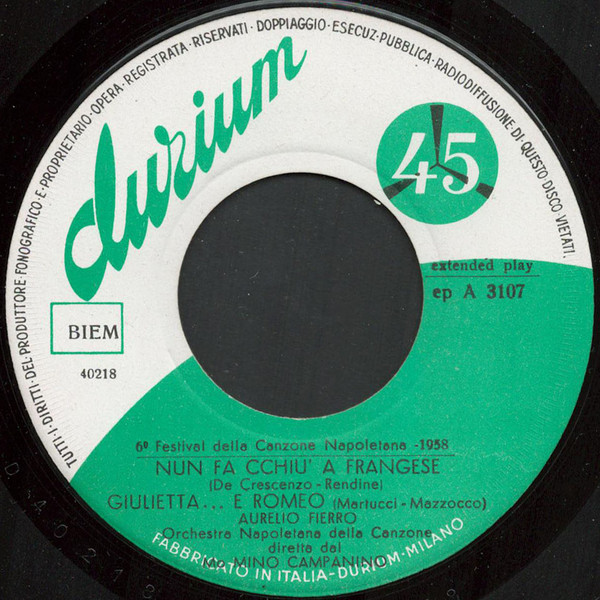 TUTTI I DIRITTI DEL PRODUTTORE FONOGRAFICO E PROPRIETARIO OPERA REGISTRATA·RISERVATI·DOPPIAGGIO·ESECUZ·PUBBLICA·RADIODIFFUSIONE·DI QUESTO DISCO VIETATI.
durium
45
extended play
ep A 3107
BIEM
40218
6º Festival della Canzone Napoletana -1958
NUN FA CCHIU' A FRANGESE
(De Crescenzo - Rendine)
GIULIETTA... E ROMEO (Martucci - Mazzocco)
AURELIO FIERRO
Orchestra Napoletana della Canzone
diretta dal
Mo MINO CAMPANINO
FABBRICATO IN ITALIA-DURIUM-MILANO